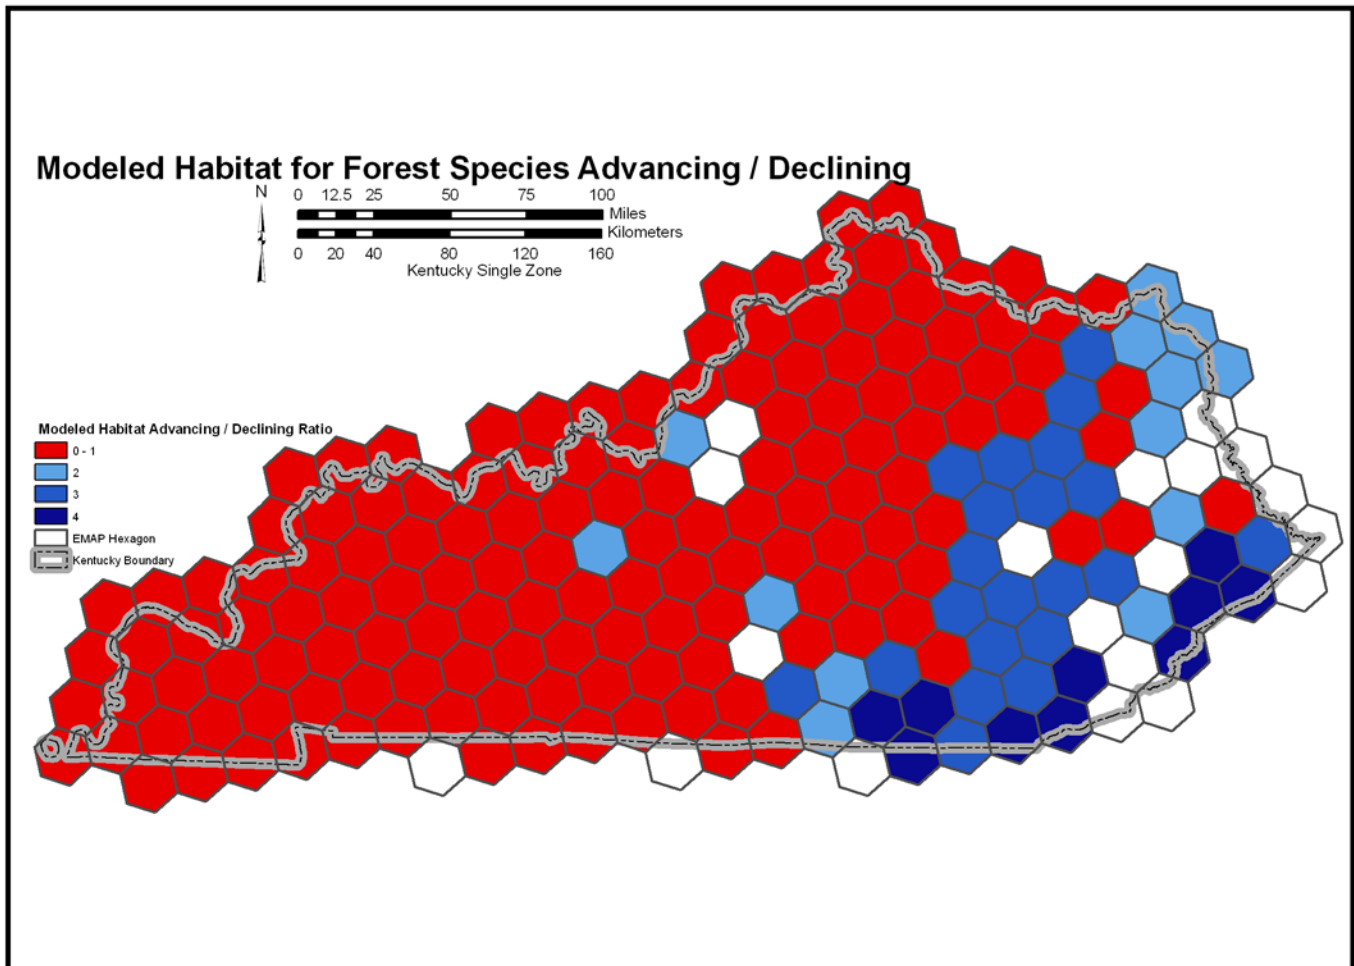 Modeled Habitat for Forest Species Advancing / Declining
N
0 12.5 25 50 75 100
Miles
Kilometers
0 20 40 80 120 160
Kentucky Single Zone
Modeled Habitat Advancing / Declining Ratio
0 - 1
2
3
4
EMAP Hexagon
Kentucky Boundary